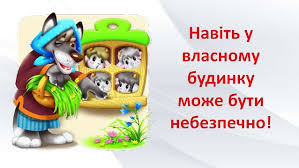 Навіть у
власному
будинку
може бути
небезпечно!